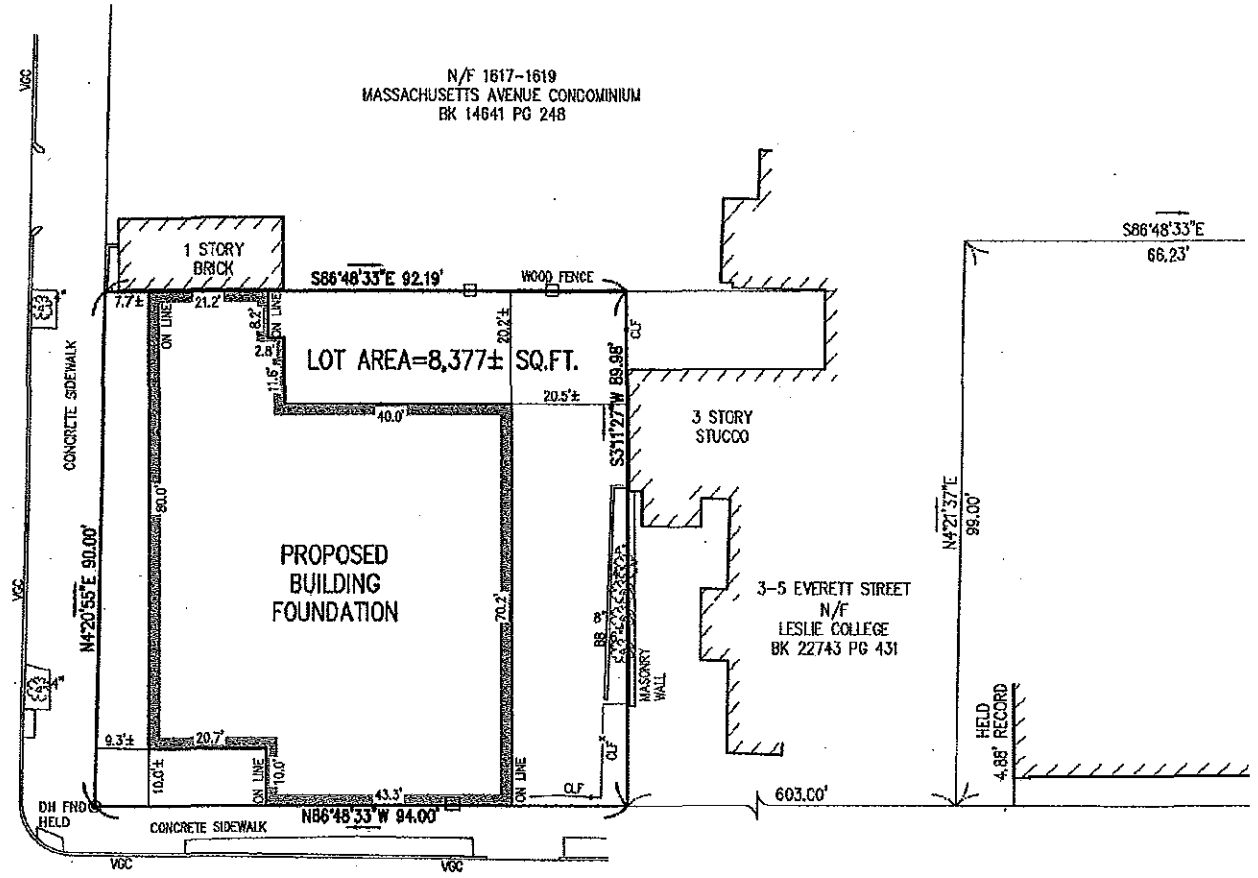 VGC
N/F 1617-1619
MASSACHUSETTS AVENUE CONDOMINIUM
BK 14641 PG 248
S86°48'33"E
66.23'
1 STORY
BRICK
S86°48'33"E 92.19'
WOOD FENCE
4"
7.7'±
21.2'
ON LINE
8.2'
ON LINE
2.8'
11.6'
20.2'±
CLF
CONCRETE SIDEWALK
LOT AREA=8,377± SQ.FT.
40.0'
20.5'±
S3°11'27"W 89.98'
3 STORY
STUCCO
80.0'
N4°20'55"E 90.00'
PROPOSED
BUILDING
FOUNDATION
70.2'
4"
8"
BB
MASONRY
WALL
3-5 EVERETT STREET
N/F
LESLIE COLLEGE
BK 22743 PG 431
N4°21'37"E
99.00'
VGC
4"
HELD
4.88' RECORD
9.3'±
20.7'
10.0'±
ON LINE
10.0'
43.3'
ON LINE
CLF
X
CLF
603.00'
DH FND
HELD
N86°48'33"W 94.00'
CONCRETE SIDEWALK
VGC
VGC